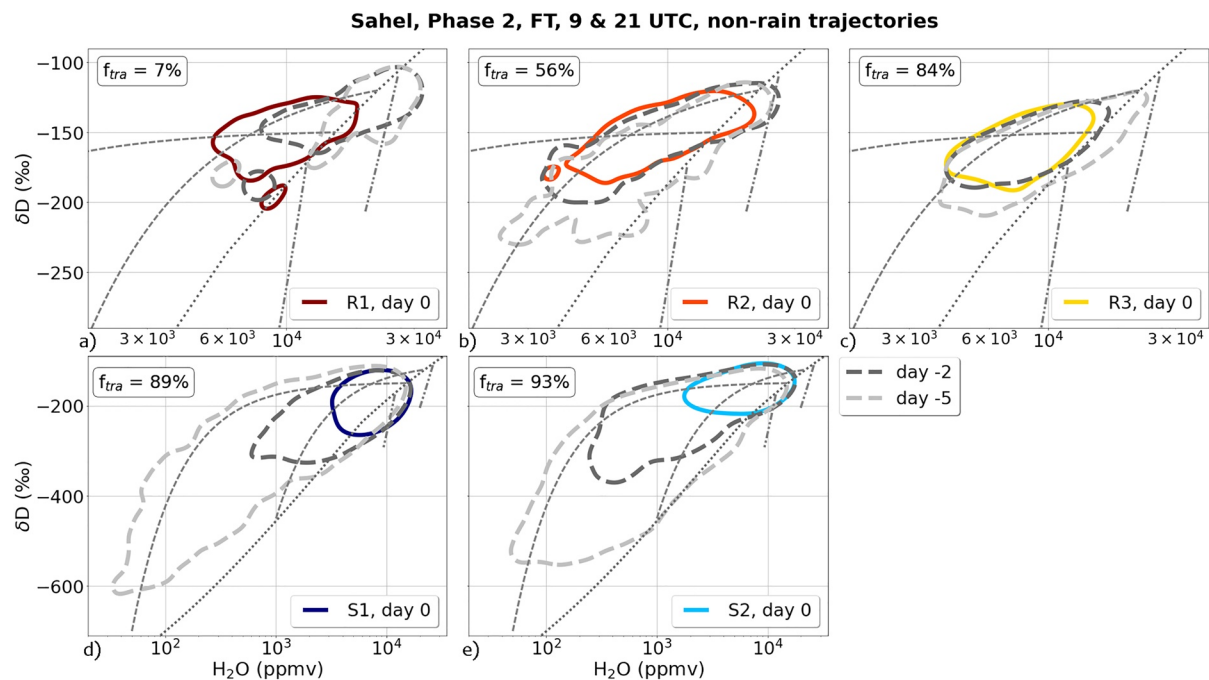 Sahel, Phase 2, FT, 9 & 21 UTC, non-rain trajectories
f_tra = 7%
f_tra = 56%
f_tra = 84%
−100
−150
−200
−250
δD (‰)
R1, day 0
R2, day 0
R3, day 0
a) 3 × 10³ 6 × 10³ 10⁴ 3 × 10⁴
b) 3 × 10³ 6 × 10³ 10⁴ 3 × 10⁴
c) 3 × 10³ 6 × 10³ 10⁴ 3 × 10⁴
f_tra = 89%
f_tra = 93%
day -2
day -5
−200
−400
−600
δD (‰)
S1, day 0
S2, day 0
d) 10² 10³ 10⁴
e) 10² 10³ 10⁴
H₂O (ppmv)
H₂O (ppmv)